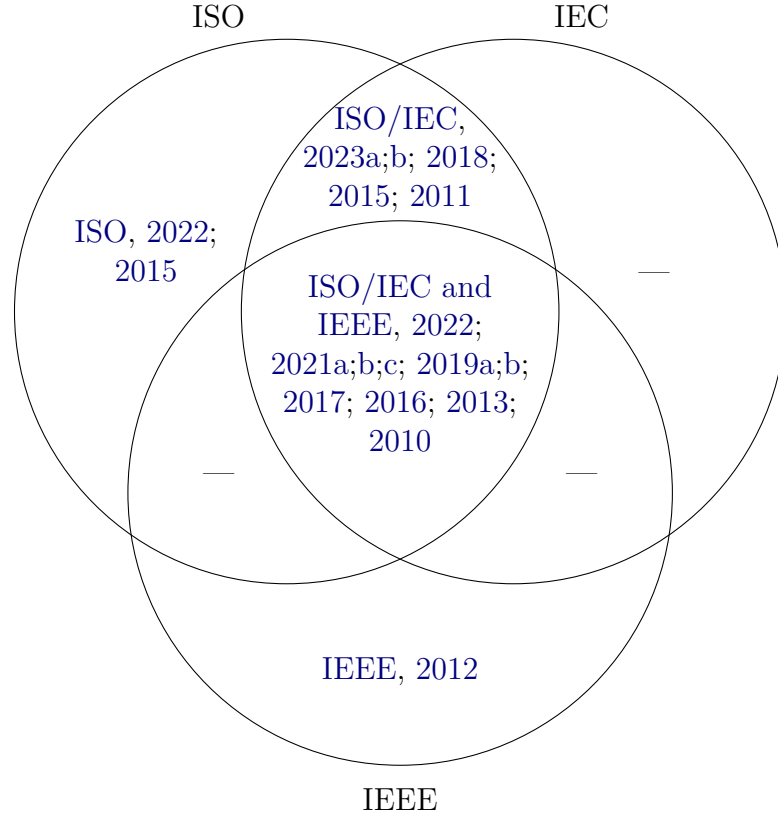 ISO
IEC
ISO/IEC,
2023a;b; 2018;
2015; 2011
ISO, 2022;
2015
—
ISO/IEC and
IEEE, 2022;
2021a;b;c; 2019a;b;
2017; 2016; 2013;
2010
—
—
IEEE, 2012
IEEE